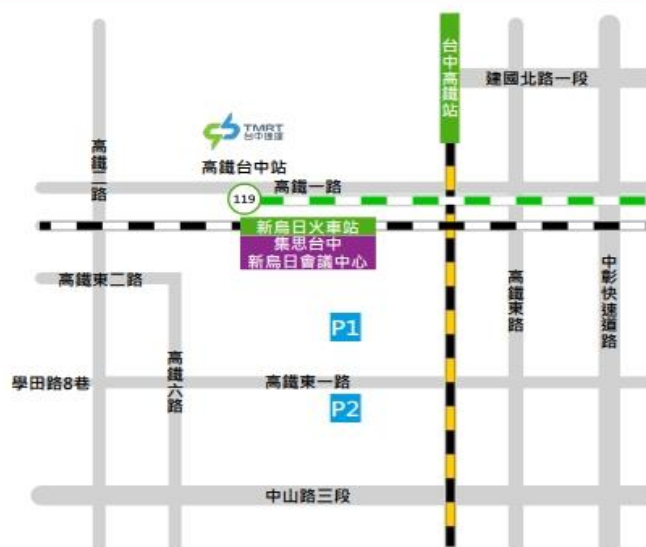 台中高鐵站
建國北路一段
TMRT
台中捷運
高鐵二路
高鐵台中站
高鐵一路
119
新烏日火車站
集思台中
新烏日會議中心
高鐵東二路
高鐵東路
中彰快速道路
P1
高鐵六路
學田路8巷
高鐵東一路
P2
中山路三段